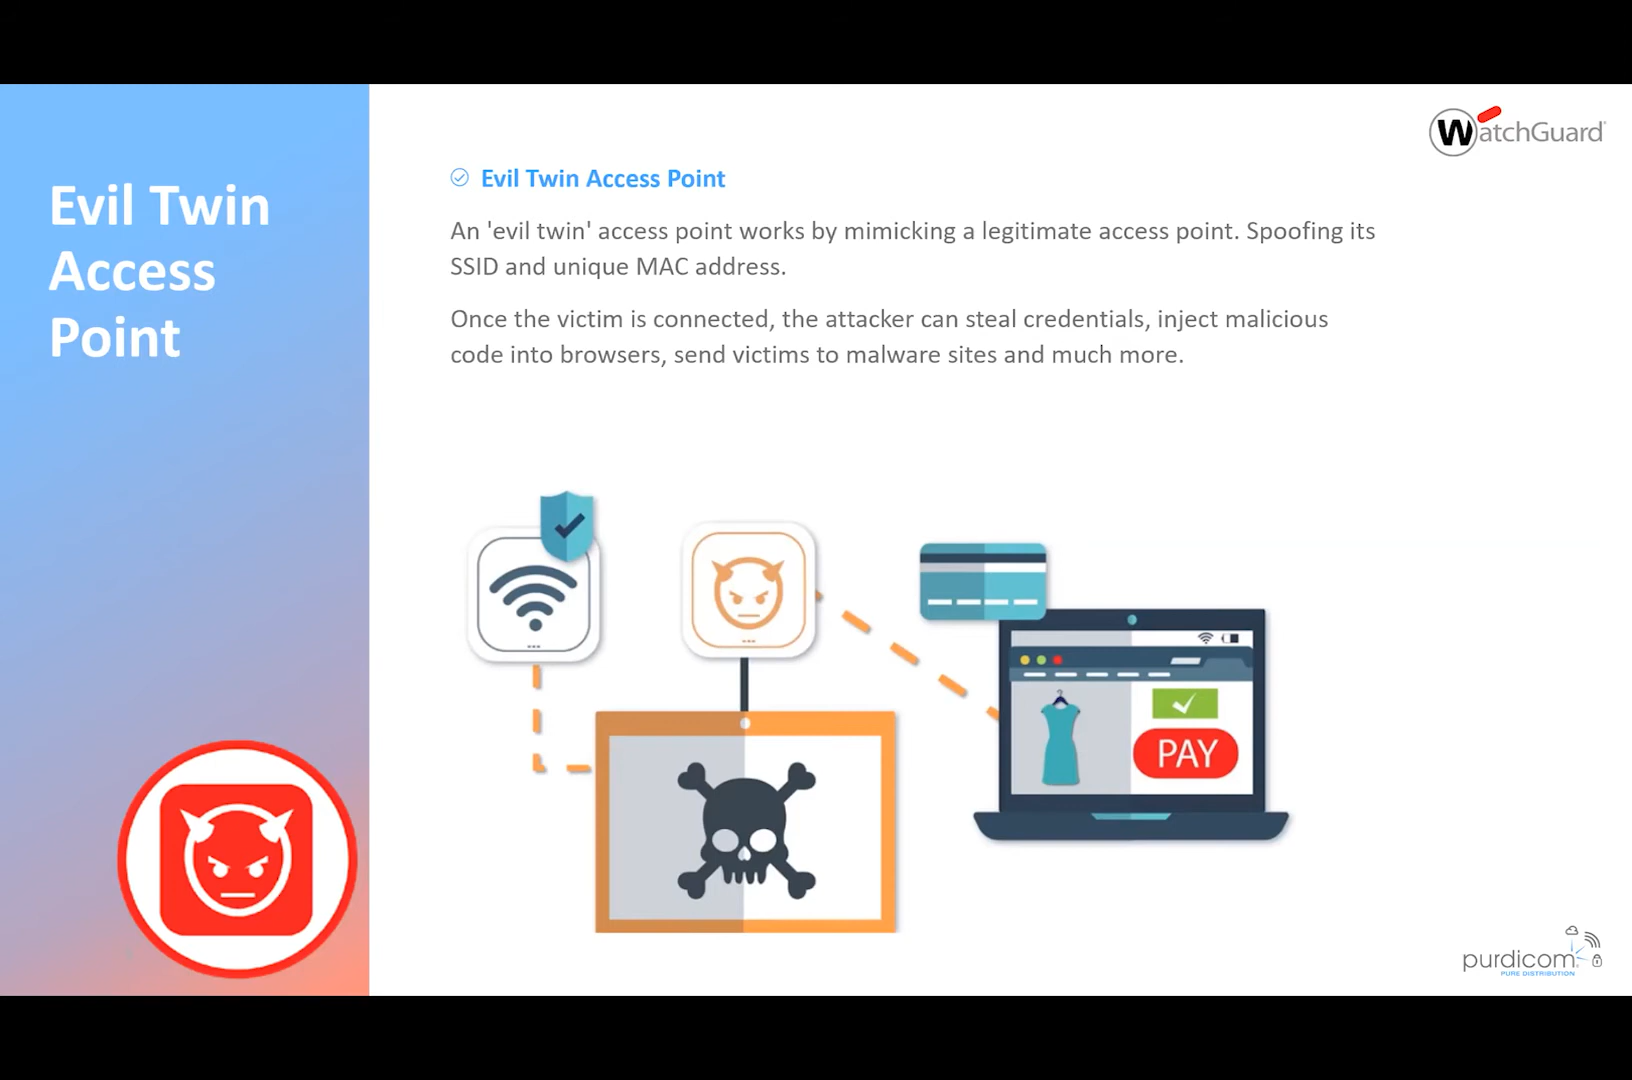 Evil Twin
Access
Point
WatchGuard
Evil Twin Access Point
An 'evil twin' access point works by mimicking a legitimate access point. Spoofing its
SSID and unique MAC address.
Once the victim is connected, the attacker can steal credentials, inject malicious
code into browsers, send victims to malware sites and much more.
PAY
purdicom
PURE DISTRIBUTION